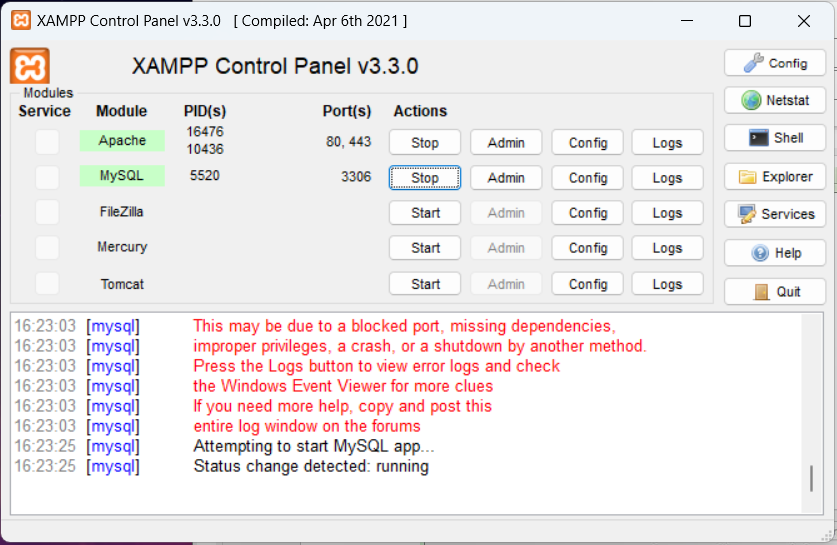 XAMPP Control Panel v3.3.0 [ Compiled: Apr 6th 2021 ]
XAMPP Control Panel v3.3.0
Config
Modules
Service Module PID(s) Port(s) Actions
Netstat
Apache 16476 10436 80, 443 Stop Admin Config Logs
Shell
MySQL 5520 3306 Stop Admin Config Logs
Explorer
FileZilla Start Admin Config Logs
Services
Mercury Start Admin Config Logs
Help
Tomcat Start Admin Config Logs
Quit
16:23:03 [mysql] This may be due to a blocked port, missing dependencies,
16:23:03 [mysql] improper privileges, a crash, or a shutdown by another method.
16:23:03 [mysql] Press the Logs button to view error logs and check
16:23:03 [mysql] the Windows Event Viewer for more clues
16:23:03 [mysql] If you need more help, copy and post this
16:23:03 [mysql] entire log window on the forums
16:23:25 [mysql] Attempting to start MySQL app...
16:23:25 [mysql] Status change detected: running